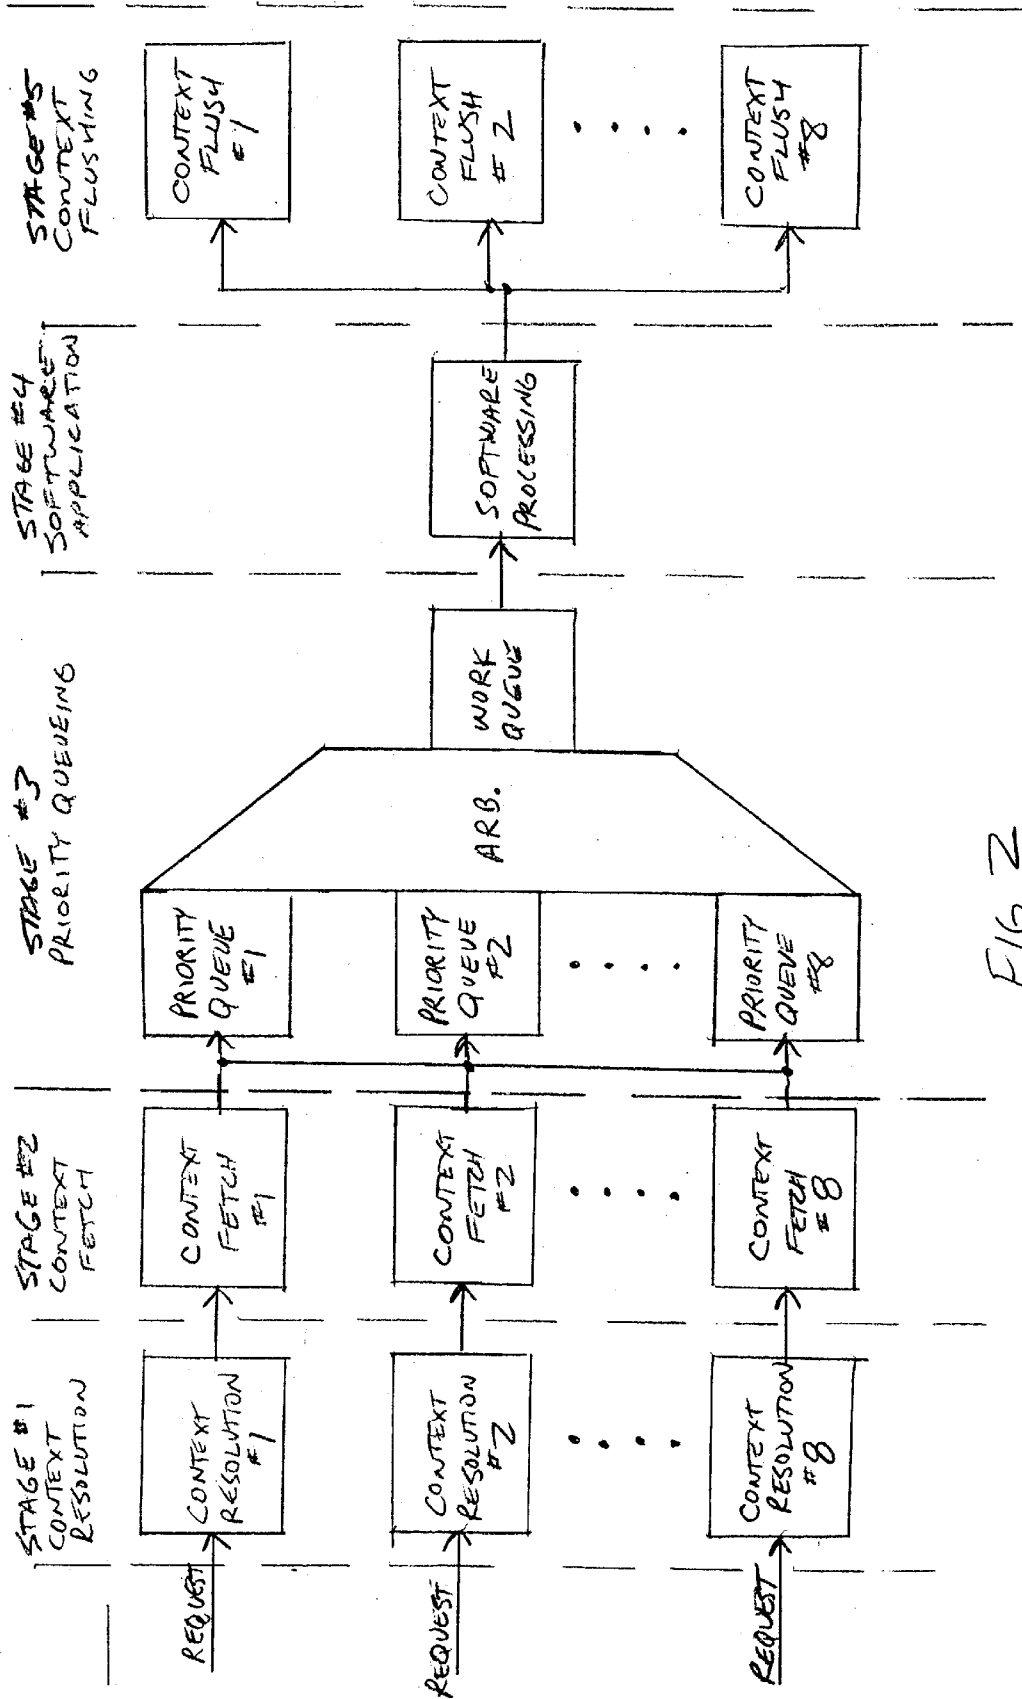 STAGE #1
CONTEXT
RESOLUTION
STAGE #2
CONTEXT
FETCH
STAGE #3
PRIORITY QUEUEING
STAGE #4
SOFTWARE
APPLICATION
STAGE #5
CONTEXT
FLUSHING
REQUEST
CONTEXT
RESOLUTION
#1
CONTEXT
FETCH
#1
PRIORITY
QUEUE
#1
CONTEXT
FLUSH
#1
REQUEST
CONTEXT
RESOLUTION
#2
CONTEXT
FETCH
#2
PRIORITY
QUEUE
#2
ARB.
WORK
QUEUE
SOFTWARE
PROCESSING
CONTEXT
FLUSH
#2
REQUEST
CONTEXT
RESOLUTION
#8
CONTEXT
FETCH
#8
PRIORITY
QUEUE
#8
CONTEXT
FLUSH
#8
FIG 2